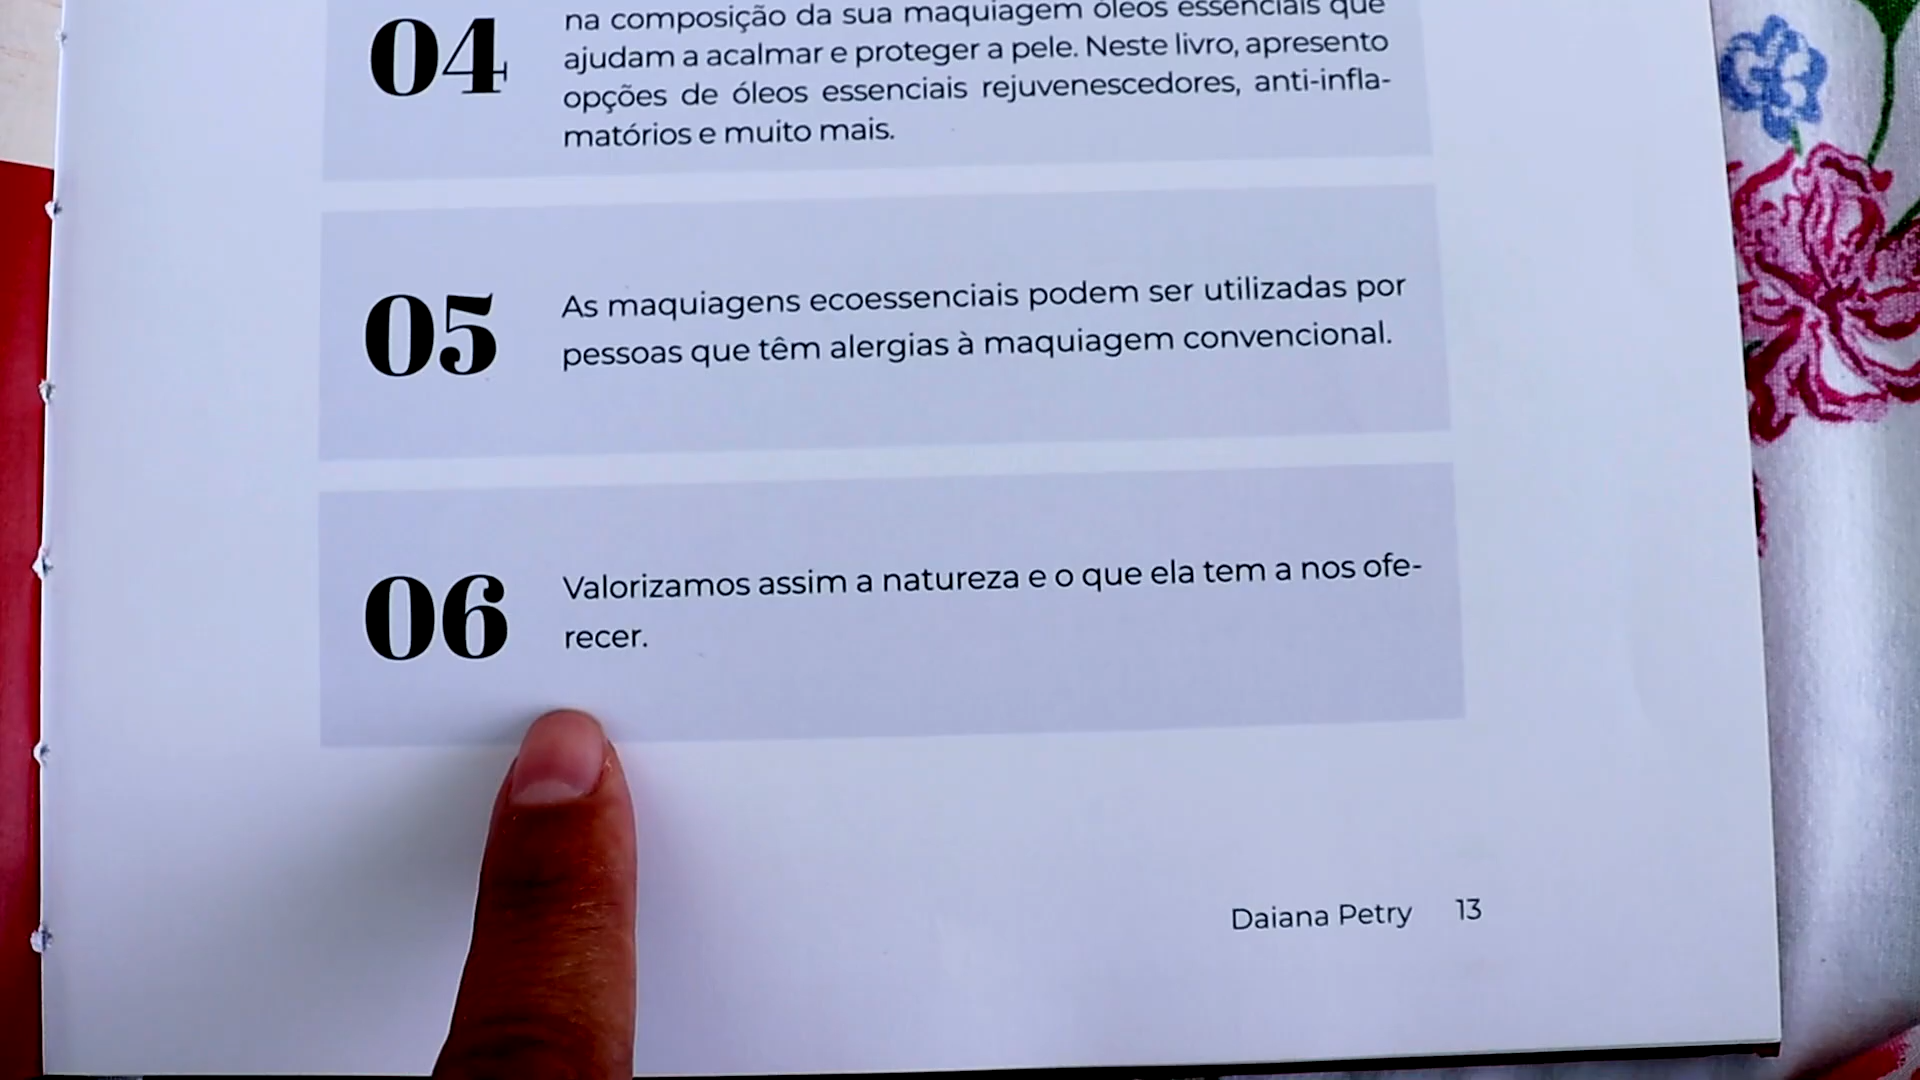 04
na composição da sua maquiagem óleos essenciais que
ajudam a acalmar e proteger a pele. Neste livro, apresento
opções de óleos essenciais rejuvenescedores, anti-infla-
matórios e muito mais.
05
As maquiagens ecoessenciais podem ser utilizadas por
pessoas que têm alergias à maquiagem convencional.
06
Valorizamos assim a natureza e o que ela tem a nos ofe-
recer.
Daiana Petry 13